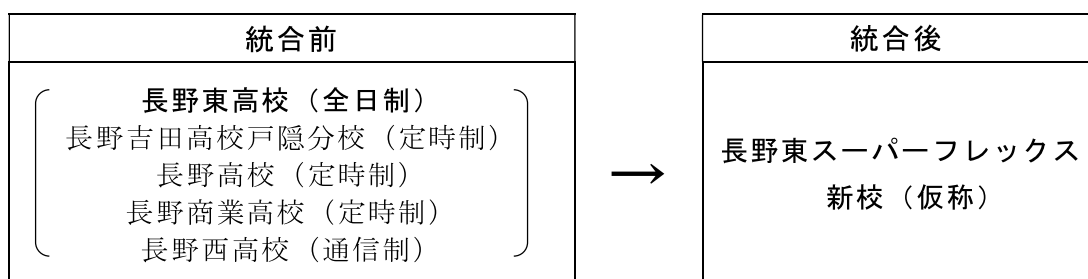 統合前
長野東高校（全日制）
長野吉田高校戸隠分校（定時制）
長野高校（定時制）
長野商業高校（定時制）
長野西高校（通信制）
→
統合後
長野東スーパーフレックス
新校（仮称）